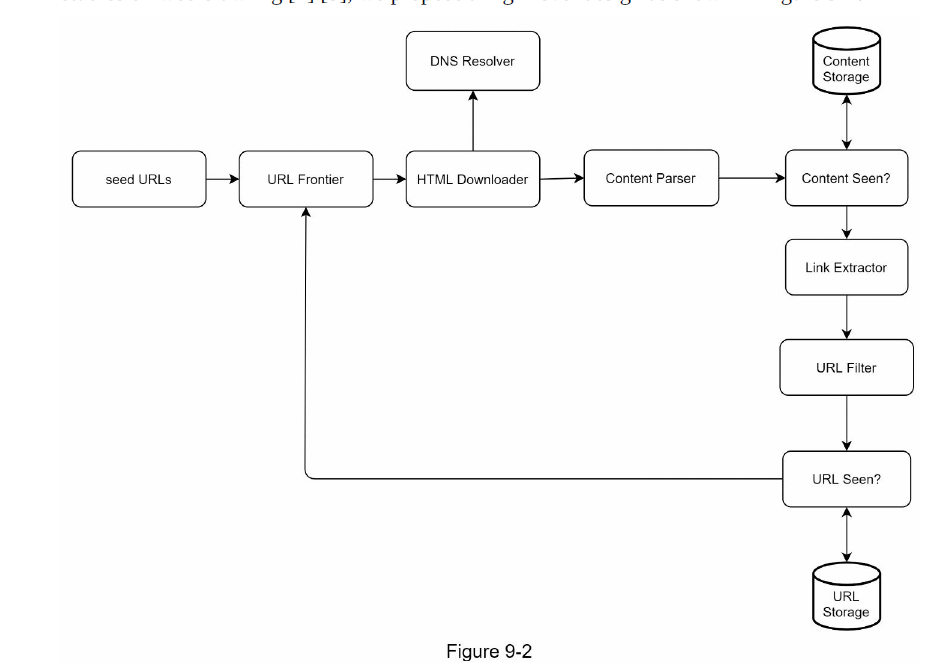 DNS Resolver
Content
Storage
seed URLs
URL Frontier
HTML Downloader
Content Parser
Content Seen?
Link Extractor
URL Filter
URL Seen?
URL
Storage
Figure 9-2